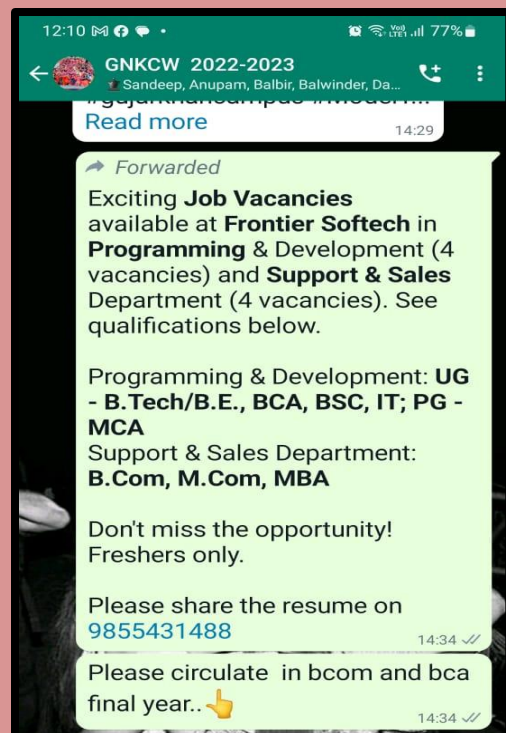 12:10
Vo)) LTE1 77%
GNKCW 2022-2023
Sandeep, Anupam, Balbir, Balwinder, Da...
Read more
14:29
Forwarded
Exciting Job Vacancies
available at Frontier Softech in
Programming & Development (4
vacancies) and Support & Sales
Department (4 vacancies). See
qualifications below.
Programming & Development: UG
- B.Tech/B.E., BCA, BSC, IT; PG -
MCA
Support & Sales Department:
B.Com, M.Com, MBA
Don't miss the opportunity!
Freshers only.
Please share the resume on
9855431488
14:34
Please circulate in bcom and bca
final year..👆
14:34